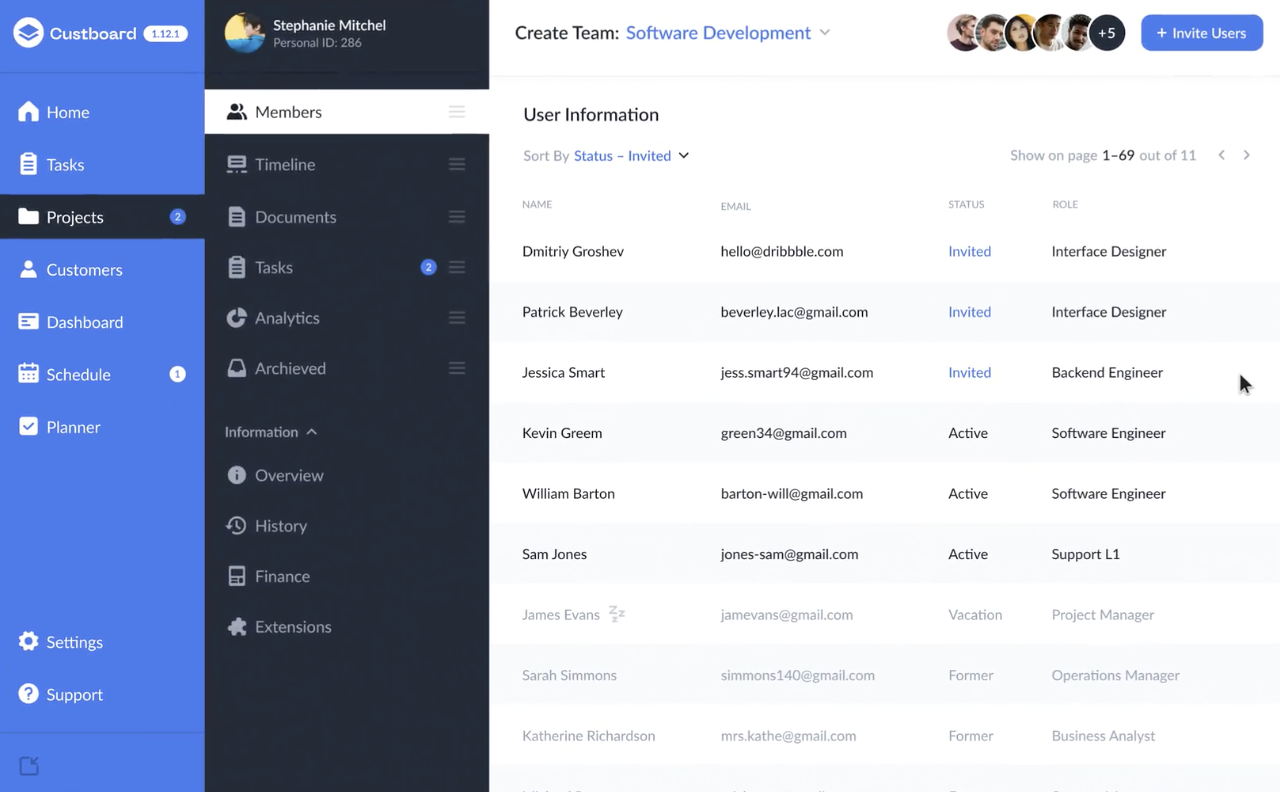 Custboard 1.12.1
Home
Tasks
Projects 2
Customers
Dashboard
Schedule 1
Planner
Settings
Support
Stephanie Mitchel
Personal ID: 286
Members
Timeline
Documents
Tasks 2
Analytics
Archieved
Information
Overview
History
Finance
Extensions
Create Team: Software Development
+5
+ Invite Users
User Information
Sort By Status – Invited
Show on page 1–69 out of 11
NAME EMAIL STATUS ROLE
Dmitriy Groshev hello@dribbble.com Invited Interface Designer
Patrick Beverley beverley.lac@gmail.com Invited Interface Designer
Jessica Smart jess.smart94@gmail.com Invited Backend Engineer
Kevin Greem green34@gmail.com Active Software Engineer
William Barton barton-will@gmail.com Active Software Engineer
Sam Jones jones-sam@gmail.com Active Support L1
James Evans zzz jamevans@gmail.com Vacation Project Manager
Sarah Simmons simmons140@gmail.com Former Operations Manager
Katherine Richardson mrs.kathe@gmail.com Former Business Analyst